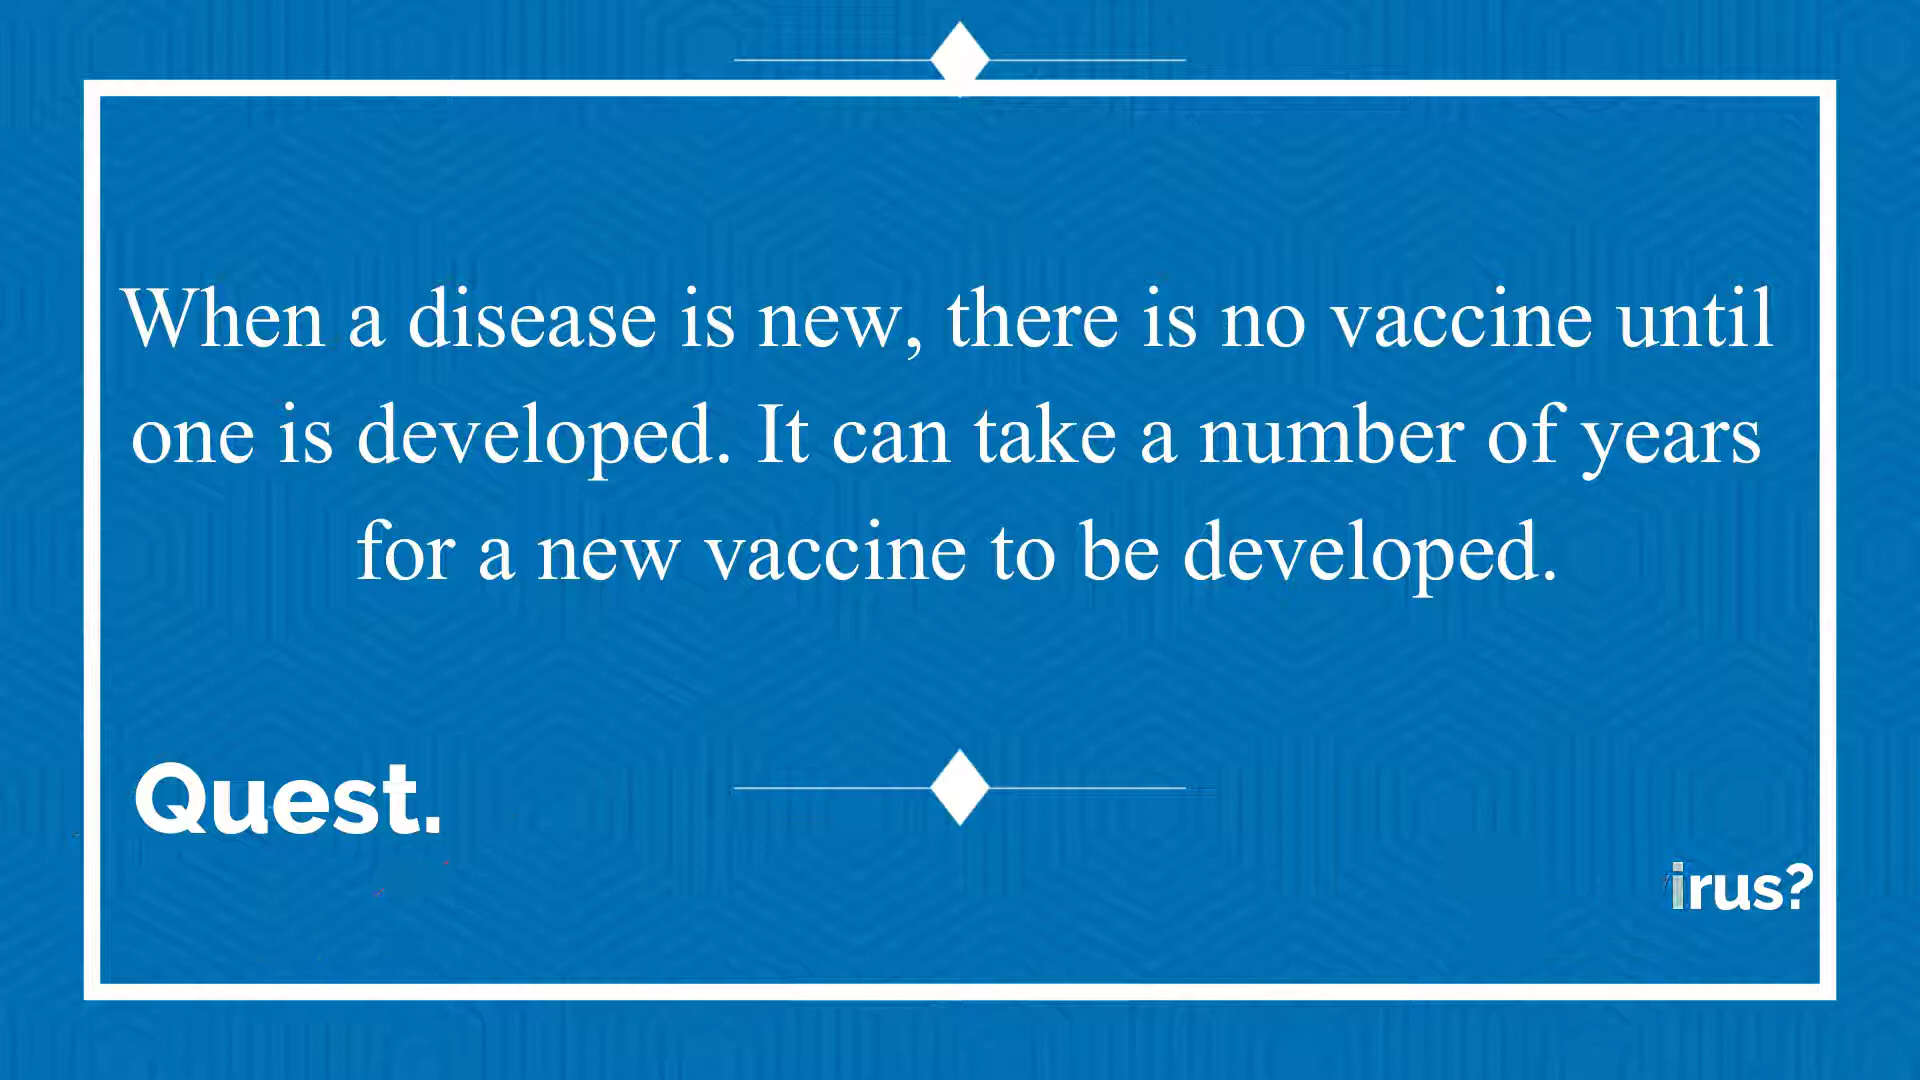 When a disease is new, there is no vaccine until
one is developed. It can take a number of years
for a new vaccine to be developed.
Quest.
irus?